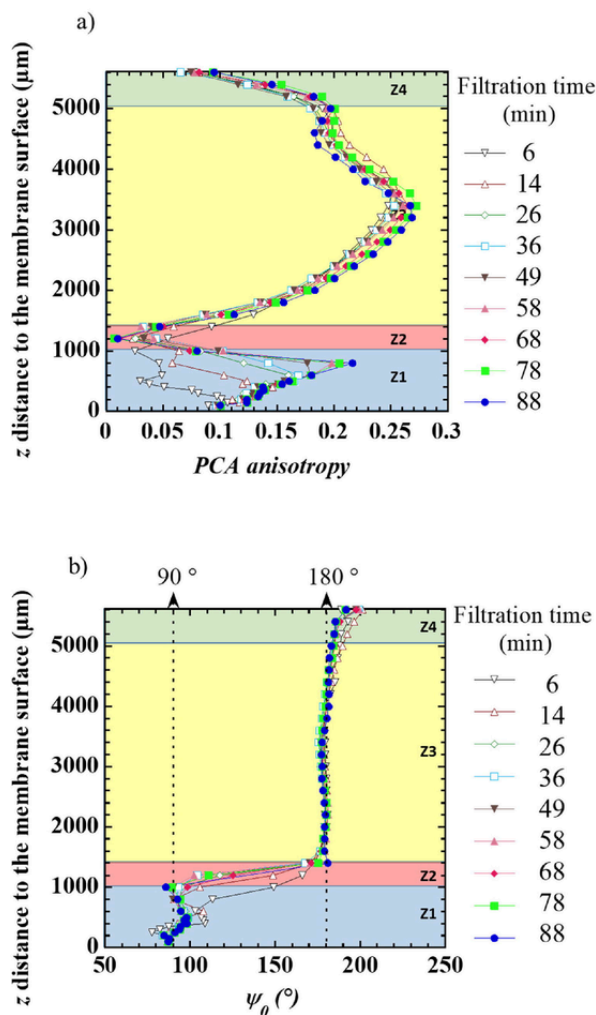 a)
z distance to the membrane surface (µm)
5000
4000
3000
2000
1000
0
Z4
Z2
Z1
0 0.05 0.1 0.15 0.2 0.25 0.3
PCA anisotropy
Filtration time
(min)
6
14
26
36
49
58
68
78
88
b)
90 °
180 °
z distance to the membrane surface (µm)
5000
4000
3000
2000
1000
0
Z4
Z3
Z2
Z1
50 100 150 200 250
ψ0 (°)
Filtration time
(min)
6
14
26
36
49
58
68
78
88